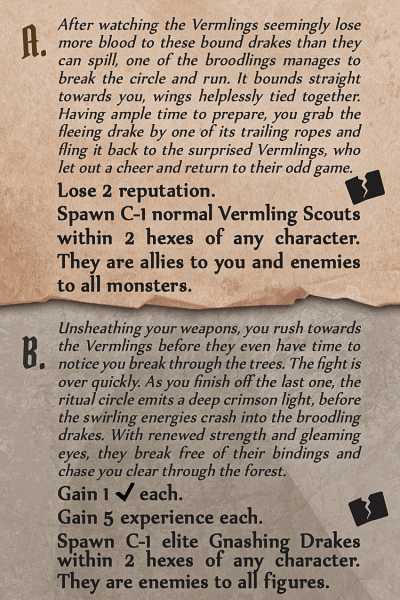 A.
After watching the Vermlings seemingly lose
more blood to these bound drakes than they
can spill, one of the broodlings manages to
break the circle and run. It bounds straight
towards you, wings helplessly tied together.
Having ample time to prepare, you grab the
fleeing drake by one of its trailing ropes and
fling it back to the surprised Vermlings, who
let out a cheer and return to their odd game.
Lose 2 reputation.
Spawn C-1 normal Vermling Scouts
within 2 hexes of any character.
They are allies to you and enemies
to all monsters.
B.
Unsheathing your weapons, you rush towards
the Vermlings before they even have time to
notice you break through the trees. The fight is
over quickly. As you finish off the last one, the
ritual circle emits a deep crimson light, before
the swirling energies crash into the broodling
drakes. With renewed strength and gleaming
eyes, they break free of their bindings and
chase you clear through the forest.
Gain 1 ✓ each.
Gain 5 experience each.
Spawn C-1 elite Gnashing Drakes
within 2 hexes of any character.
They are enemies to all figures.